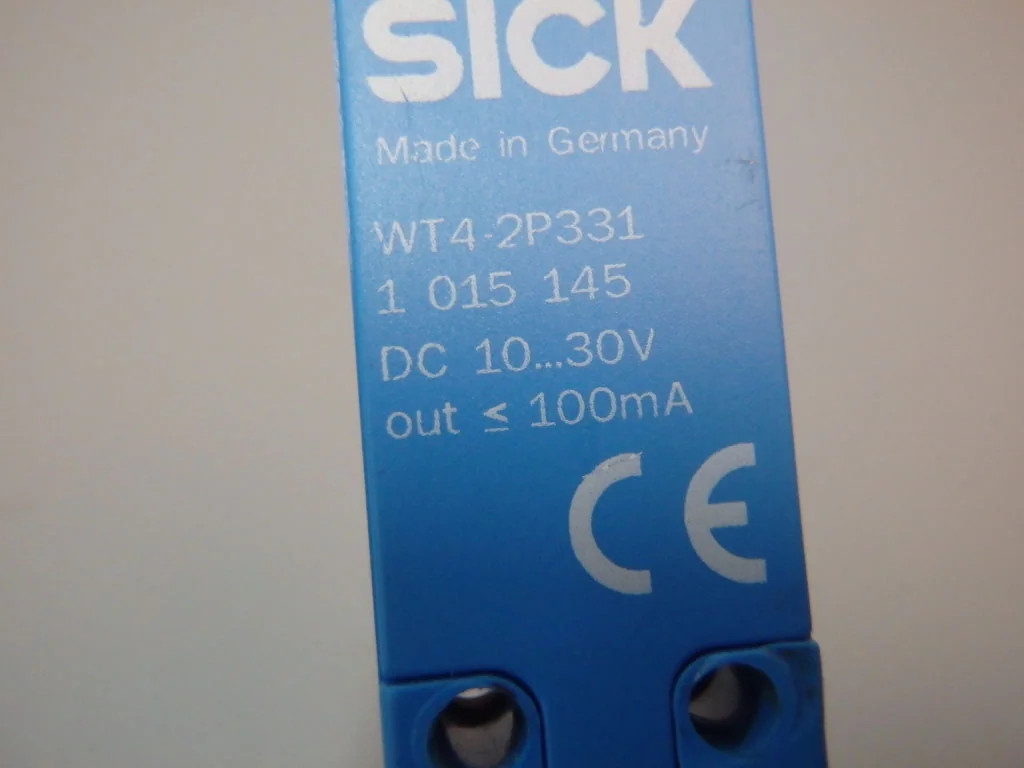 SICK
Made in Germany
WT4-2P331
1 015 145
DC 10...30V
out ≤ 100mA
CE